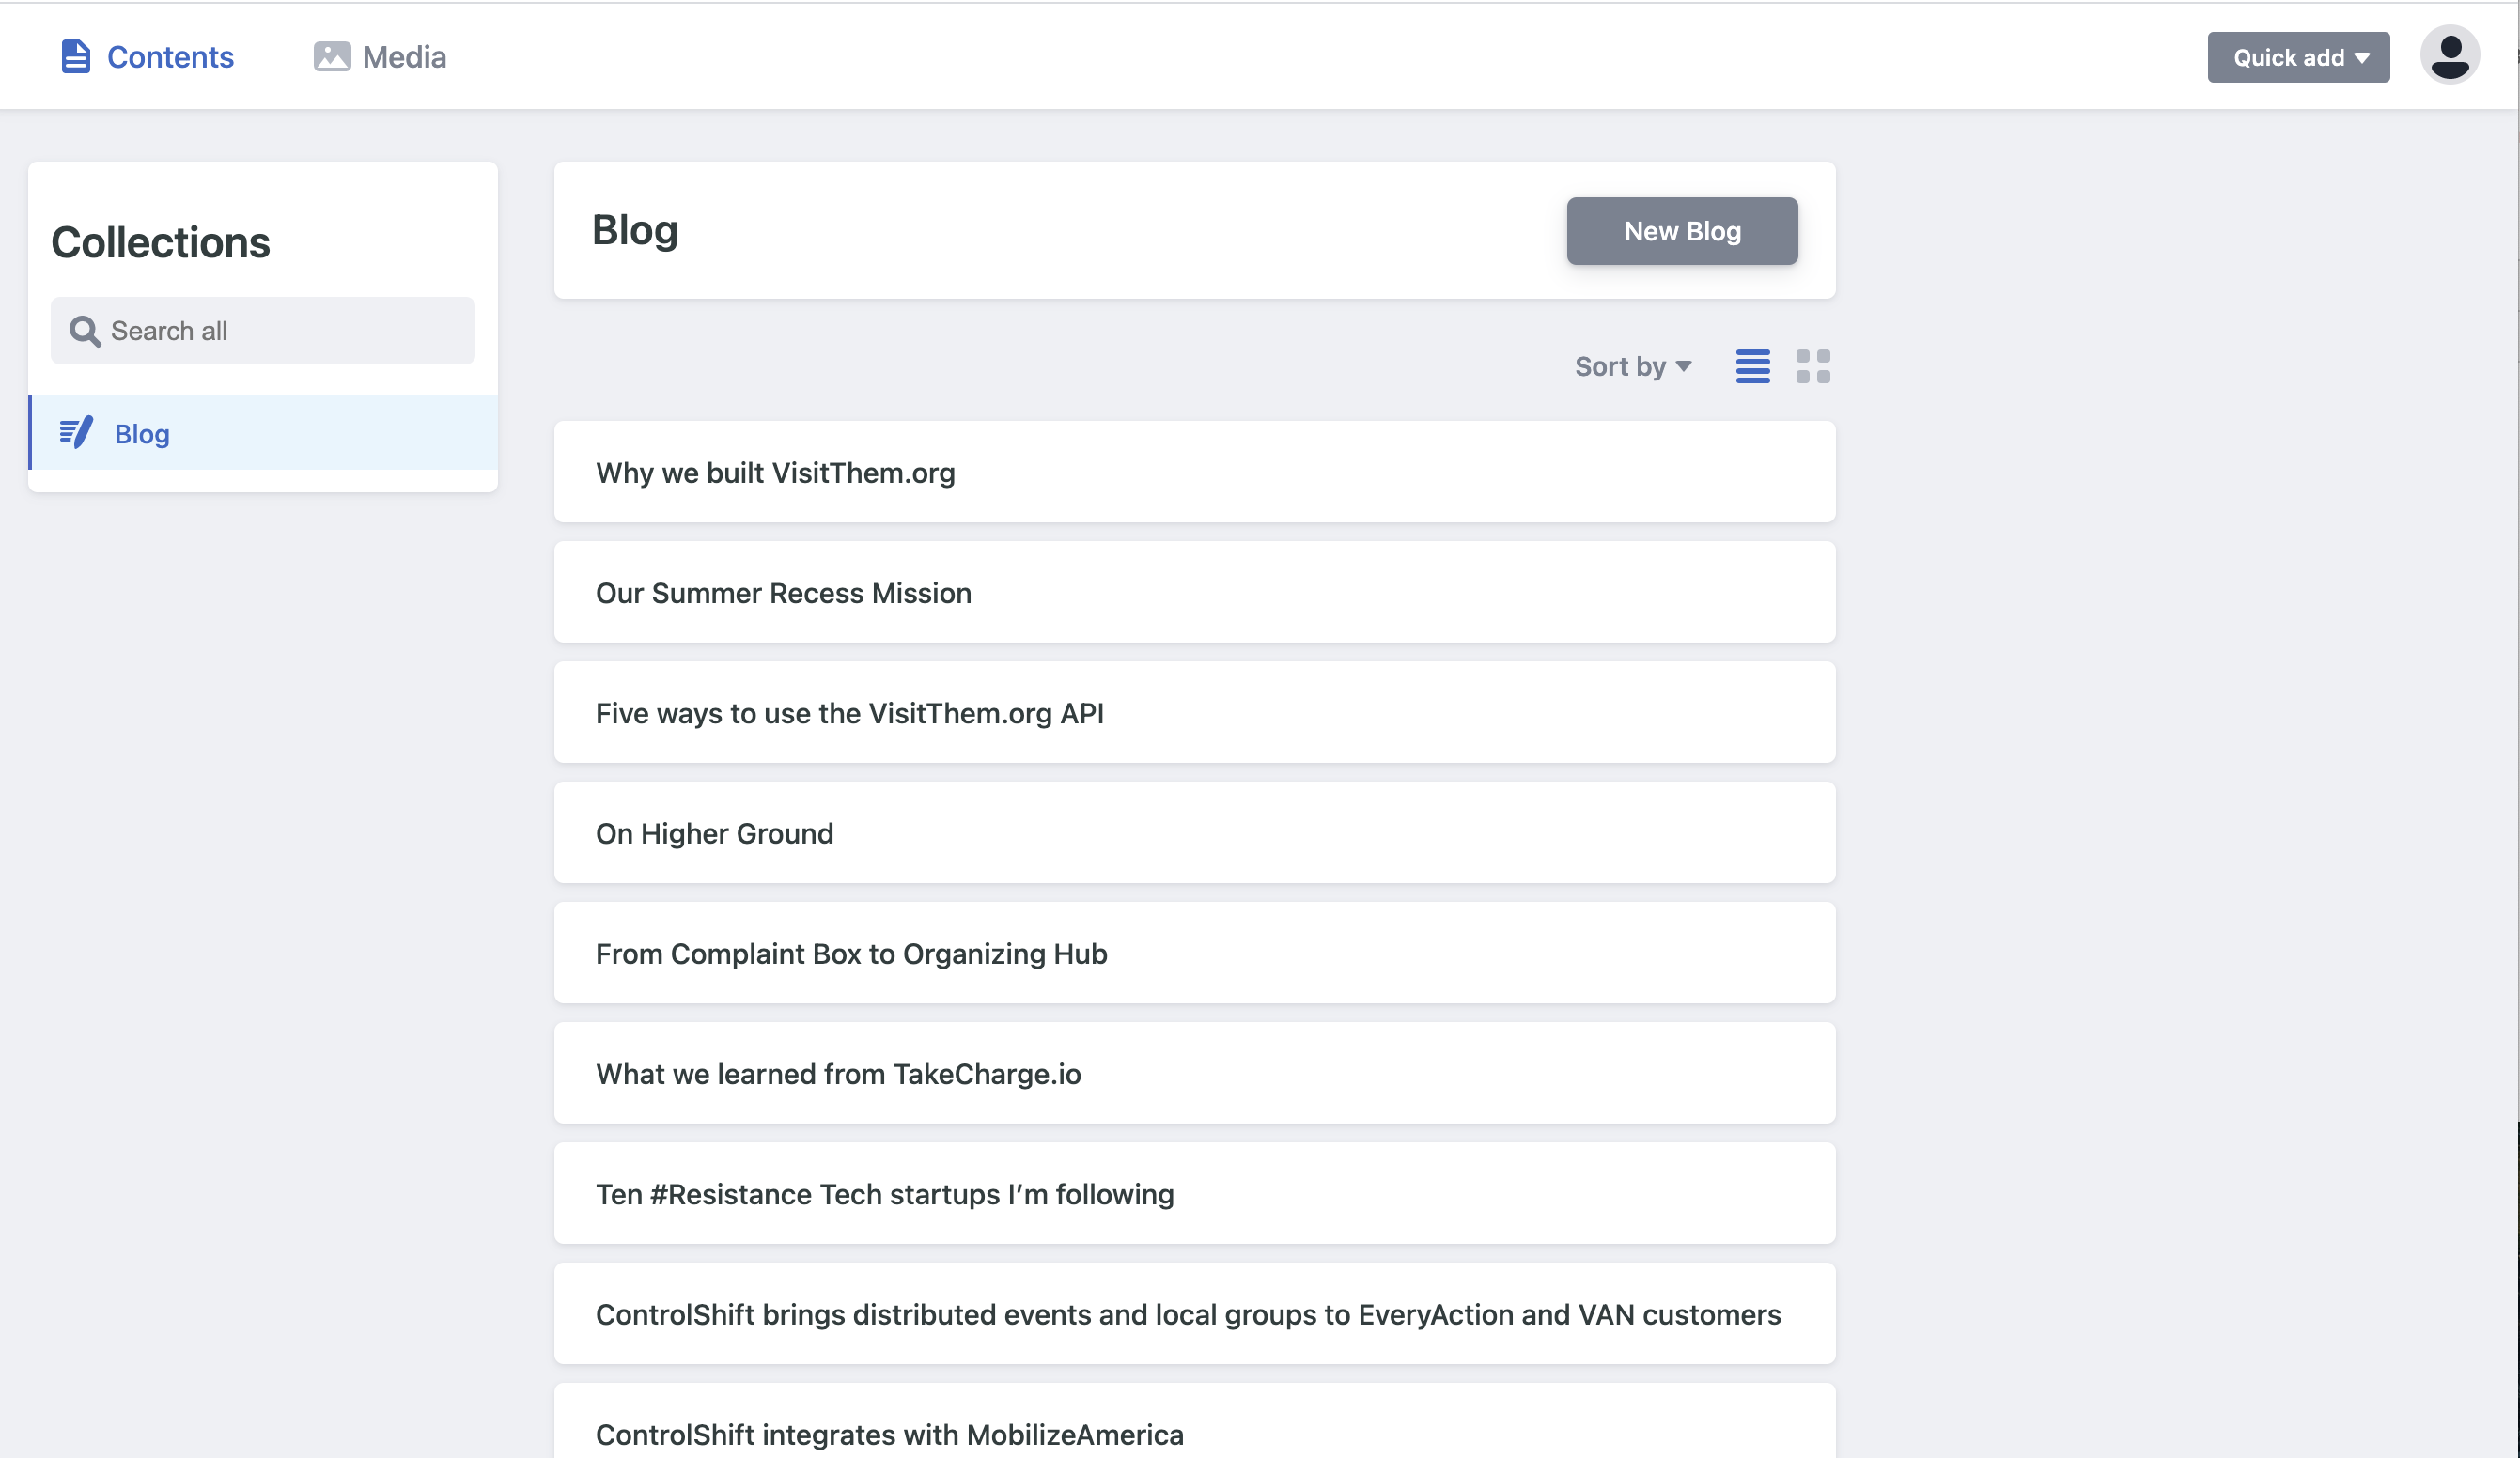 Contents
Media
Quick add
Collections
Search all
Blog
Blog
New Blog
Sort by
Why we built VisitThem.org
Our Summer Recess Mission
Five ways to use the VisitThem.org API
On Higher Ground
From Complaint Box to Organizing Hub
What we learned from TakeCharge.io
Ten #Resistance Tech startups I’m following
ControlShift brings distributed events and local groups to EveryAction and VAN customers
ControlShift integrates with MobilizeAmerica